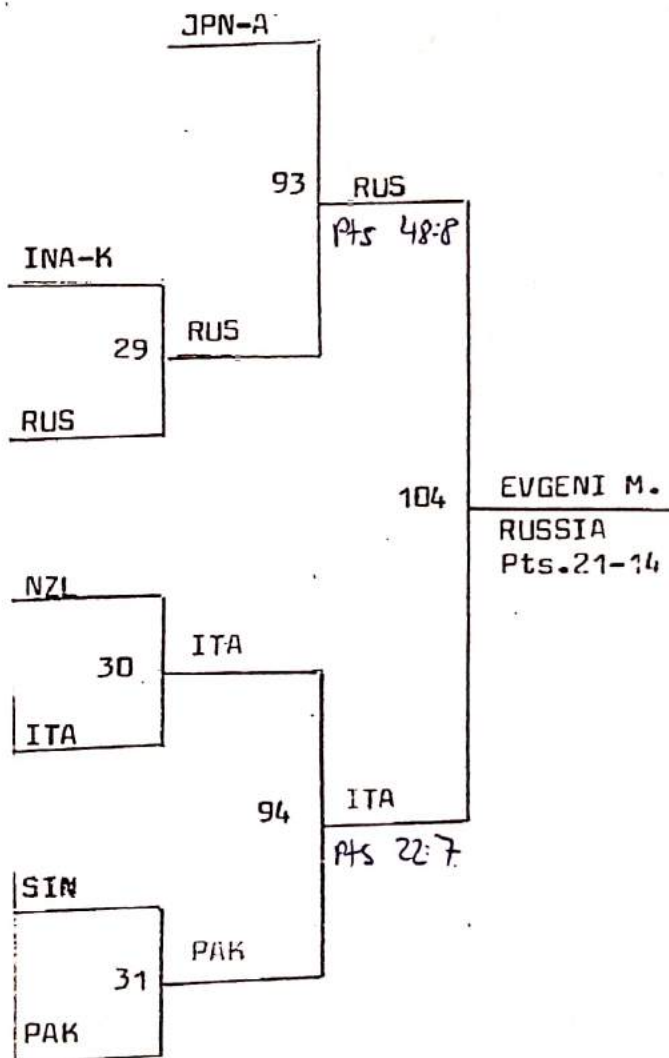 JPN-A
93
RUS
Pts 48:8
INA-K
29
RUS
RUS
104
EVGENI M.
RUSSIA
Pts.21-14
NZL
30
ITA
ITA
94
ITA
Pts 22:7
SIN
31
PAK
PAK